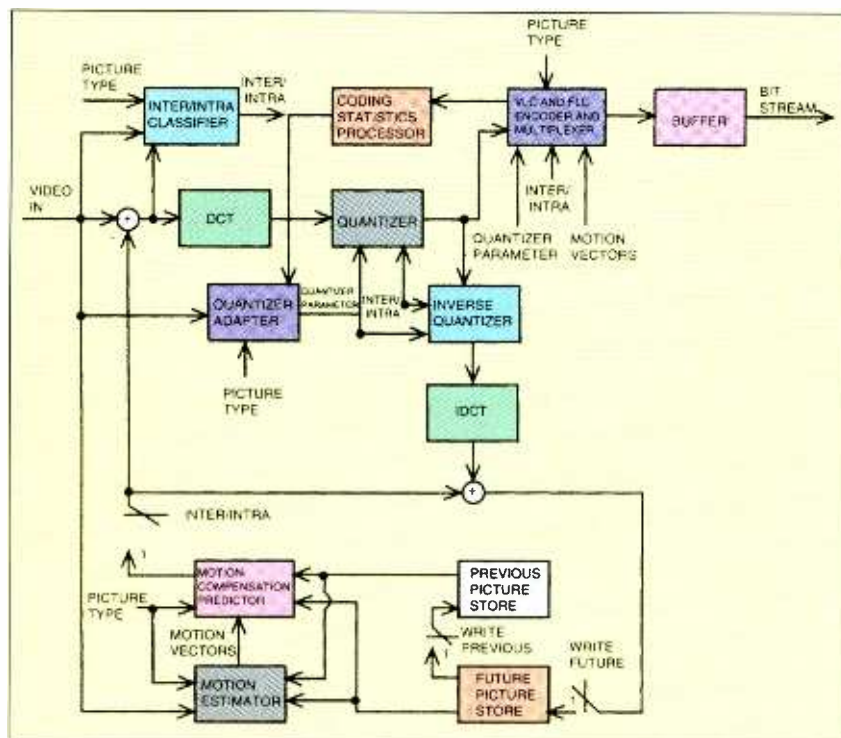 PICTURE
TYPE
PICTURE
TYPE
INTER/
INTRA
INTER/INTRA
CLASSIFIER
CODING
STATISTICS
PROCESSOR
VLC AND FLC
ENCODER AND
MULTIPLEXER
BUFFER
BIT
STREAM
VIDEO
IN
+
DCT
QUANTIZER
INTER/
INTRA
QUANTIZER
PARAMETER
MOTION
VECTORS
QUANTIZER
ADAPTER
QUANTIZER
PARAMETER
INTER/
INTRA
INVERSE
QUANTIZER
PICTURE
TYPE
IDCT
+
INTER/INTRA
MOTION
COMPENSATION
PREDICTOR
PREVIOUS
PICTURE
STORE
PICTURE
TYPE
MOTION
VECTORS
WRITE
PREVIOUS
WRITE
FUTURE
MOTION
ESTIMATOR
FUTURE
PICTURE
STORE